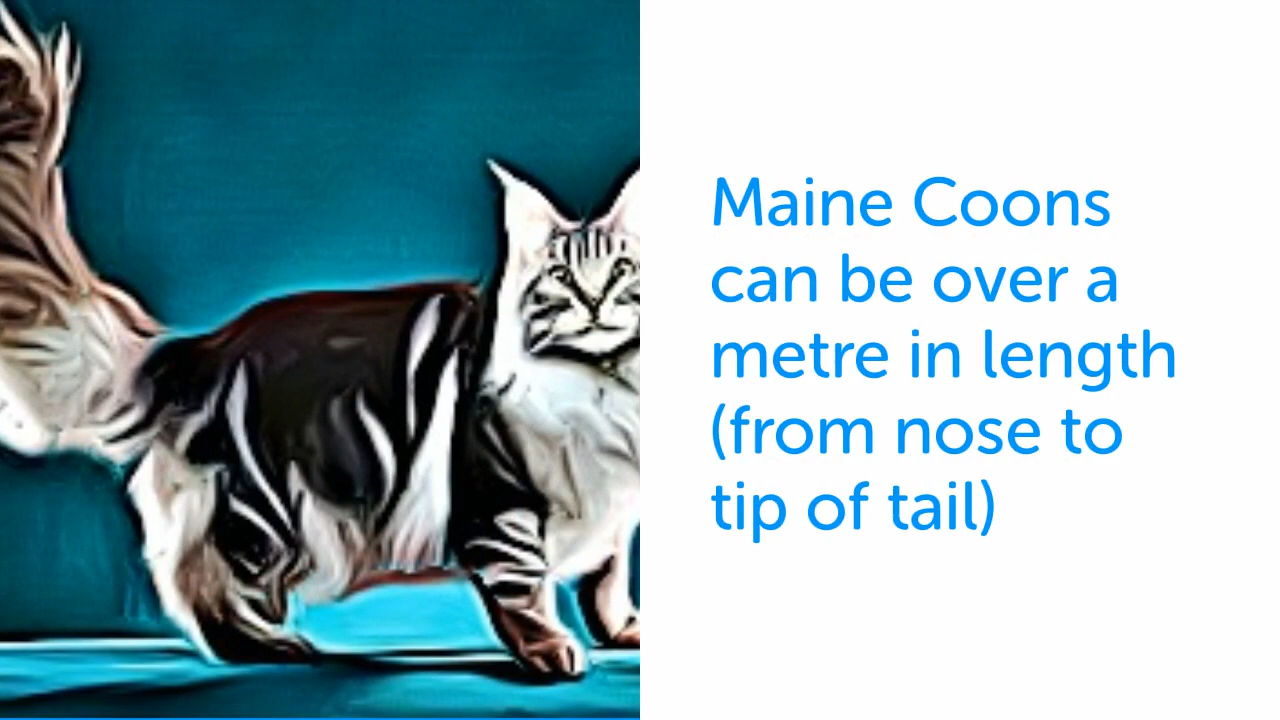 Maine Coons
can be over a
metre in length
(from nose to
tip of tail)